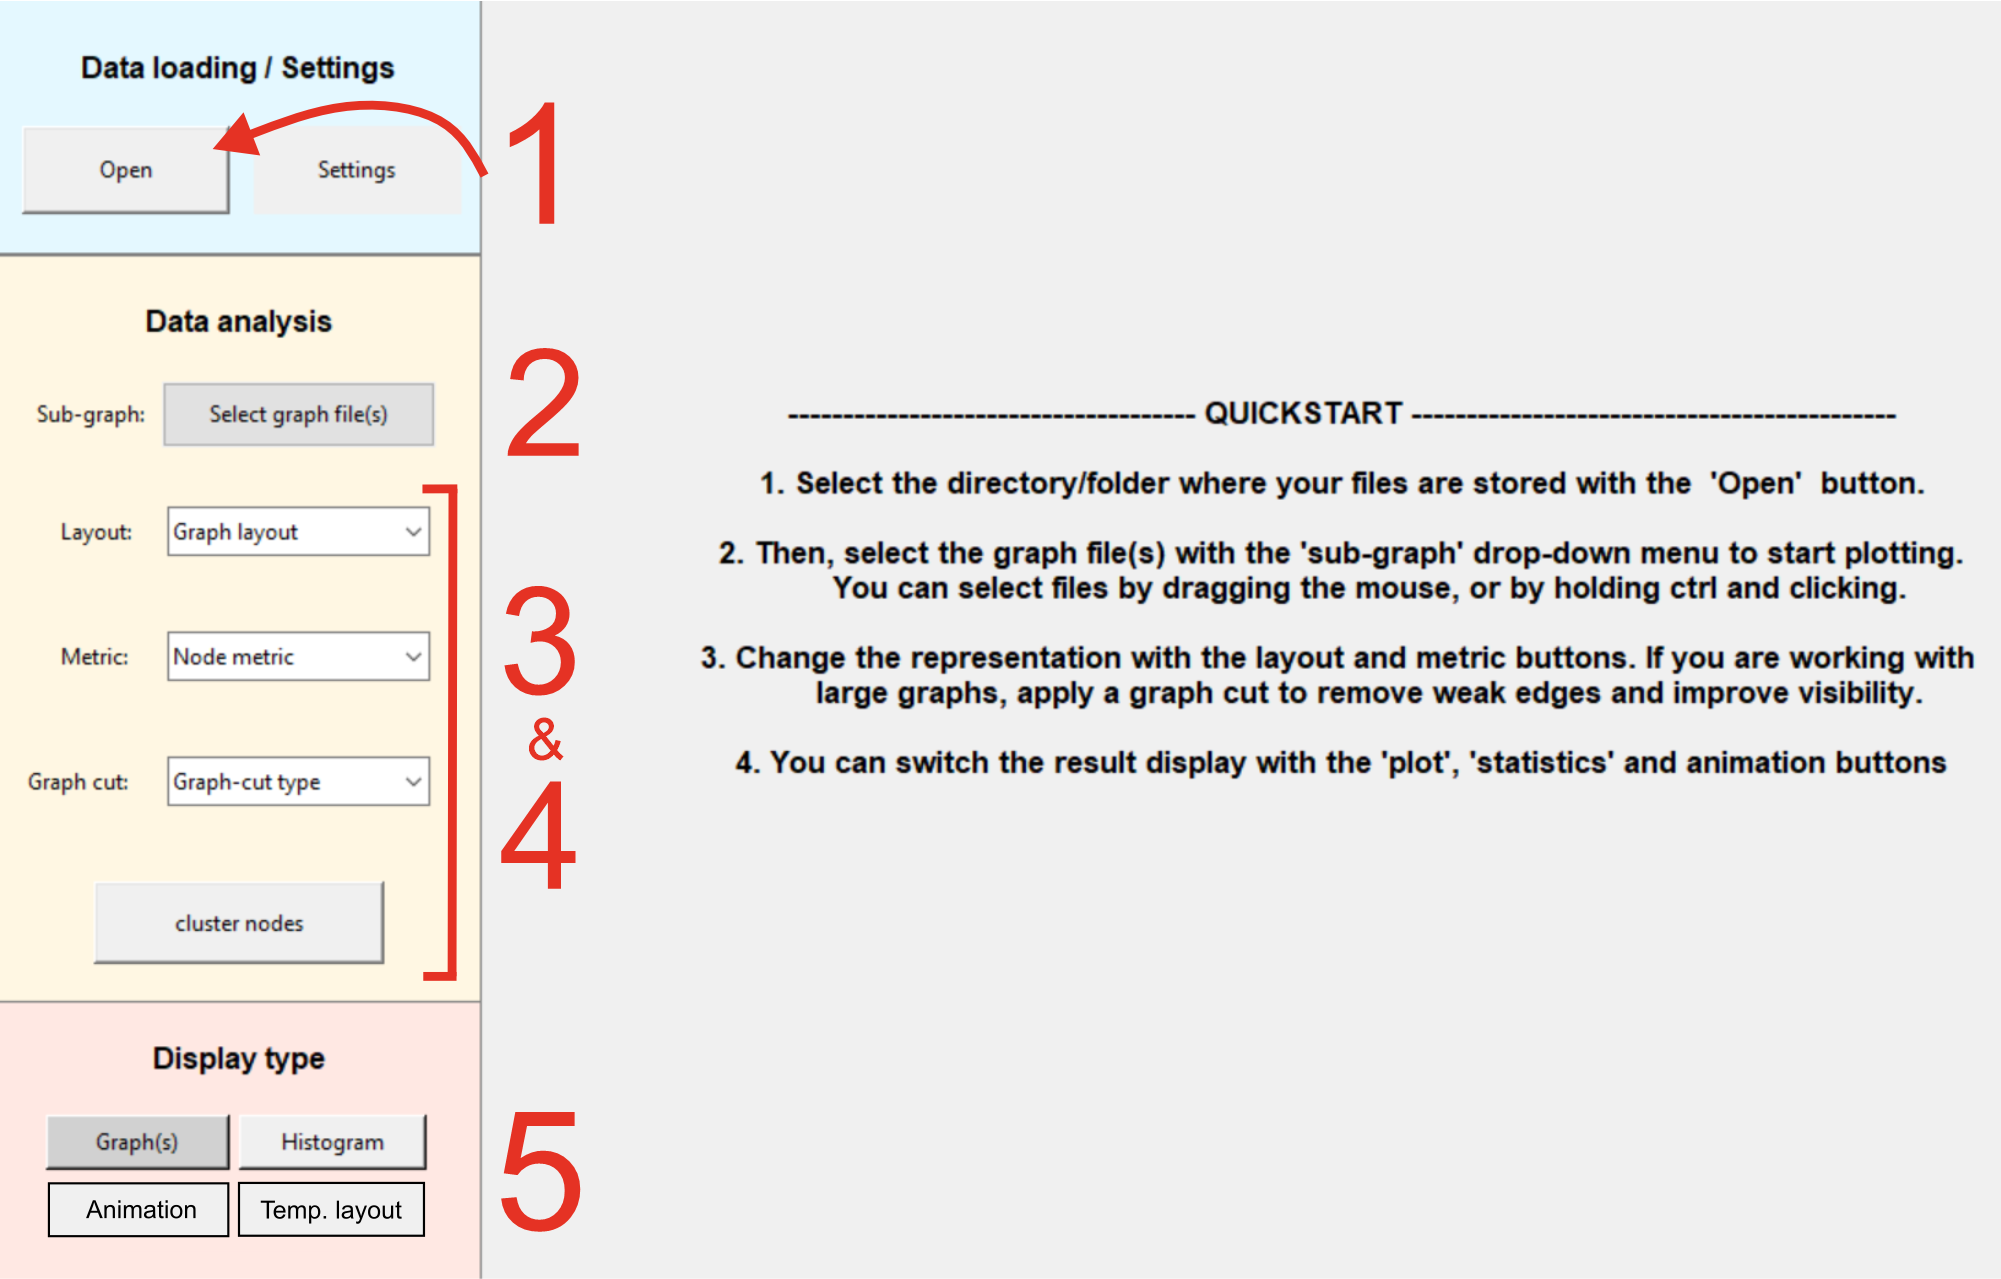 Data loading / Settings
Open
Settings
1
Data analysis
Sub-graph:
Select graph file(s)
2
Layout:
Graph layout
Metric:
Node metric
3
&
4
Graph cut:
Graph-cut type
cluster nodes
Display type
Graph(s)
Histogram
Animation
Temp. layout
5
------------------------------------- QUICKSTART --------------------------------------------
1. Select the directory/folder where your files are stored with the  'Open'  button.
2. Then, select the graph file(s) with the 'sub-graph' drop-down menu to start plotting.
You can select files by dragging the mouse, or by holding ctrl and clicking.
3. Change the representation with the layout and metric buttons. If you are working with
large graphs, apply a graph cut to remove weak edges and improve visibility.
4. You can switch the result display with the 'plot', 'statistics' and animation buttons